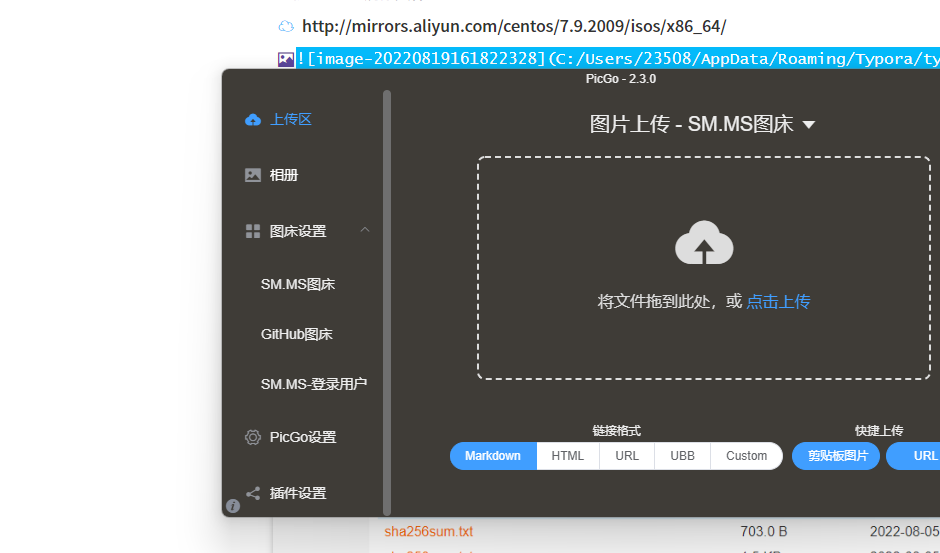 http://mirrors.aliyun.com/centos/7.9.2009/isos/x86_64/
![image-20220819161822328](C:/Users/23508/AppData/Roaming/Typora/ty
PicGo - 2.3.0
上传区
图片上传 - SM.MS图床
相册
图床设置
SM.MS图床
将文件拖到此处，或 点击上传
GitHub图床
SM.MS-登录用户
PicGo设置
链接格式
快捷上传
Markdown HTML URL UBB Custom 剪贴板图片 URL
插件设置
sha256sum.txt 703.0 B 2022-08-05